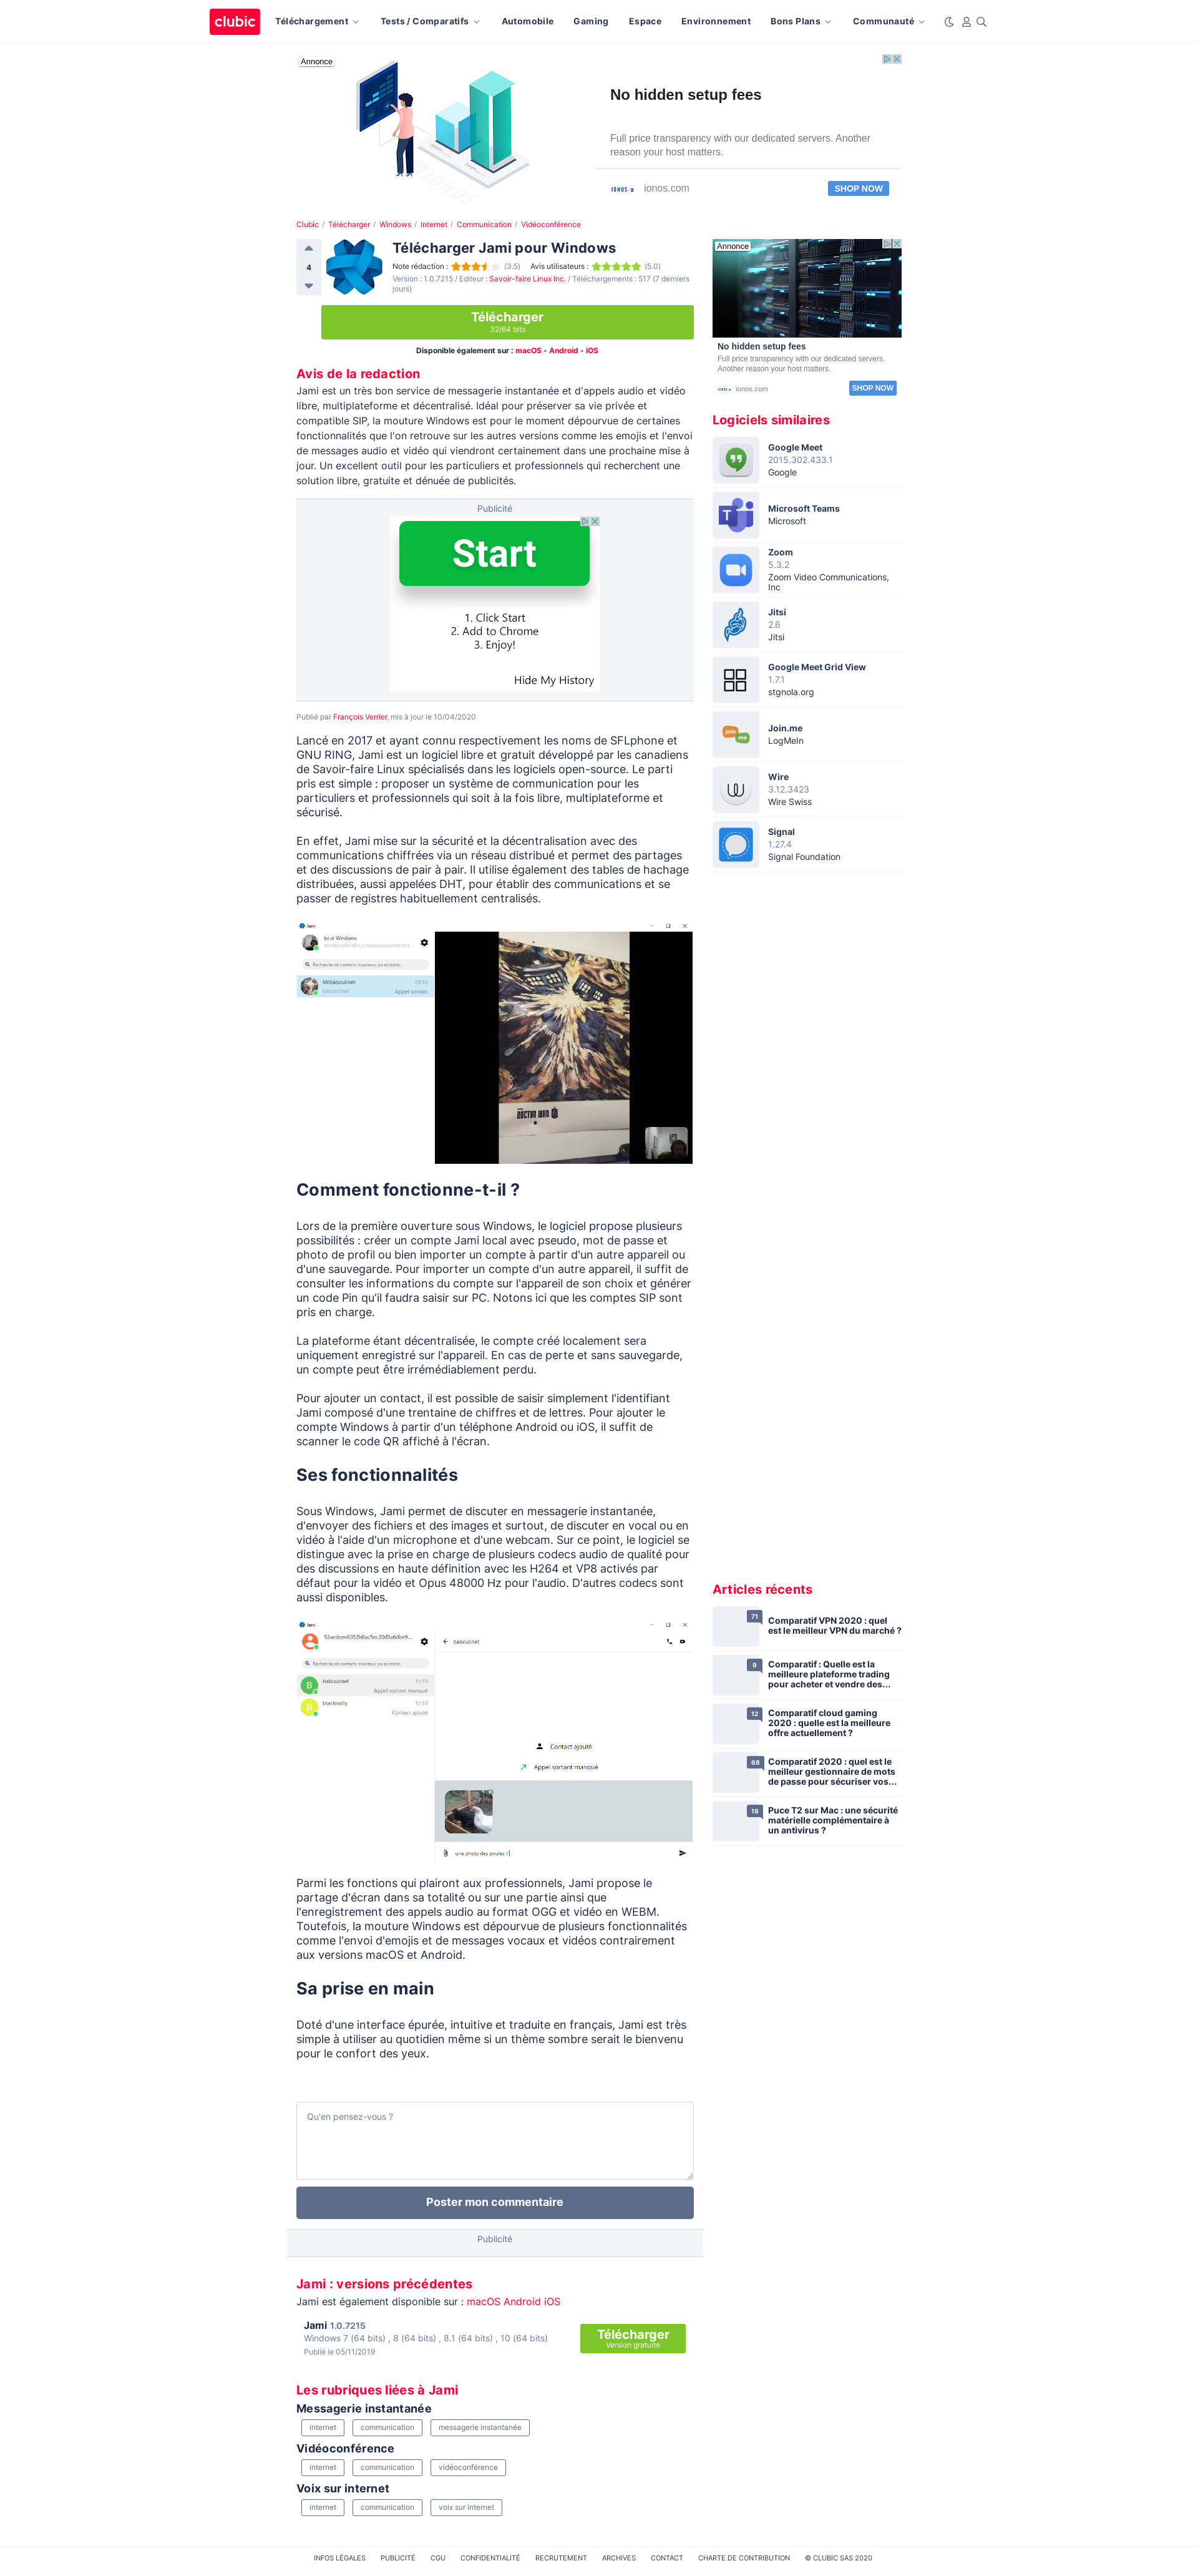 clubic
Téléchargement
Tests / Comparatifs
Automobile
Gaming
Espace
Environnement
Bons Plans
Communauté
Annonce
No hidden setup fees
Full price transparency with our dedicated servers. Another
reason your host matters.
IONOS
ionos.com
SHOP NOW
Clubic / Télécharger / Windows / Internet / Communication / Vidéoconférence
4
Télécharger Jami pour Windows
Note rédaction : (3.5) Avis utilisateurs : (5.0)
Version : 1.0.7215 / Editeur : Savoir-faire Linux Inc. / Téléchargements : 517 (7 derniers
jours)
Télécharger
32/64 bits
Disponible également sur : macOS - Android - iOS
Avis de la redaction
Jami est un très bon service de messagerie instantanée et d'appels audio et vidéo
libre, multiplateforme et décentralisé. Idéal pour préserver sa vie privée et
compatible SIP, la mouture Windows est pour le moment dépourvue de certaines
fonctionnalités que l'on retrouve sur les autres versions comme les emojis et l'envoi
de messages audio et vidéo qui viendront certainement dans une prochaine mise à
jour. Un excellent outil pour les particuliers et professionnels qui recherchent une
solution libre, gratuite et dénuée de publicités.
Publicité
Start
1. Click Start
2. Add to Chrome
3. Enjoy!
Hide My History
Publié par François Verrier, mis à jour le 10/04/2020
Lancé en 2017 et ayant connu respectivement les noms de SFLphone et
GNU RING, Jami est un logiciel libre et gratuit développé par les canadiens
de Savoir-faire Linux spécialisés dans les logiciels open-source. Le parti
pris est simple : proposer un système de communication pour les
particuliers et professionnels qui soit à la fois libre, multiplateforme et
sécurisé.
En effet, Jami mise sur la sécurité et la décentralisation avec des
communications chiffrées via un réseau distribué et permet des partages
et des discussions de pair à pair. Il utilise également des tables de hachage
distribuées, aussi appelées DHT, pour établir des communications et se
passer de registres habituellement centralisés.
Jami
local Windows
Recherche de contacts nouveaux ou existants
Mrtlaboulinet
09:16
baboulinet
Appel sortant
DOCTOR WHO
Comment fonctionne-t-il ?
Lors de la première ouverture sous Windows, le logiciel propose plusieurs
possibilités : créer un compte Jami local avec pseudo, mot de passe et
photo de profil ou bien importer un compte à partir d'un autre appareil ou
d'une sauvegarde. Pour importer un compte d'un autre appareil, il suffit de
consulter les informations du compte sur l'appareil de son choix et générer
un code Pin qu'il faudra saisir sur PC. Notons ici que les comptes SIP sont
pris en charge.
La plateforme étant décentralisée, le compte créé localement sera
uniquement enregistré sur l'appareil. En cas de perte et sans sauvegarde,
un compte peut être irrémédiablement perdu.
Pour ajouter un contact, il est possible de saisir simplement l'identifiant
Jami composé d'une trentaine de chiffres et de lettres. Pour ajouter le
compte Windows à partir d'un téléphone Android ou iOS, il suffit de
scanner le code QR affiché à l'écran.
Ses fonctionnalités
Sous Windows, Jami permet de discuter en messagerie instantanée,
d'envoyer des fichiers et des images et surtout, de discuter en vocal ou en
vidéo à l'aide d'un microphone et d'une webcam. Sur ce point, le logiciel se
distingue avec la prise en charge de plusieurs codecs audio de qualité pour
des discussions en haute définition avec les H264 et VP8 activés par
défaut pour la vidéo et Opus 48000 Hz pour l'audio. D'autres codecs sont
aussi disponibles.
Jami
baboulinet
Recherche de contacts nouveaux ou existants
B
baboulinet
15:19
Appel sortant manqué
B
blacknelly
15:18
Contact ajouté
Contact ajouté
Appel sortant manqué
une photo des poules !
Parmi les fonctions qui plairont aux professionnels, Jami propose le
partage d'écran dans sa totalité ou sur une partie ainsi que
l'enregistrement des appels audio au format OGG et vidéo en WEBM.
Toutefois, la mouture Windows est dépourvue de plusieurs fonctionnalités
comme l'envoi d'emojis et de messages vocaux et vidéos contrairement
aux versions macOS et Android.
Sa prise en main
Doté d'une interface épurée, intuitive et traduite en français, Jami est très
simple à utiliser au quotidien même si un thème sombre serait le bienvenu
pour le confort des yeux.
Qu'en pensez-vous ?
Poster mon commentaire
Publicité
Jami : versions précédentes
Jami est également disponible sur : macOS Android iOS
Jami 1.0.7215
Windows 7 (64 bits) , 8 (64 bits) , 8.1 (64 bits) , 10 (64 bits)
Publié le 05/11/2019
Télécharger
Version gratuite
Les rubriques liées à Jami
Messagerie instantanée
internet
communication
messagerie instantanée
Vidéoconférence
internet
communication
vidéoconférence
Voix sur internet
internet
communication
voix sur internet
Annonce
No hidden setup fees
Full price transparency with our dedicated servers.
Another reason your host matters.
IONOS
ionos.com
SHOP NOW
Logiciels similaires
Google Meet
2015.302.433.1
Google
Microsoft Teams
Microsoft
Zoom
5.3.2
Zoom Video Communications,
Inc
Jitsi
2.6
Jitsi
Google Meet Grid View
1.7.1
stgnola.org
join
me
Join.me
LogMeIn
Wire
3.12.3423
Wire Swiss
Signal
1.27.4
Signal Foundation
Articles récents
71
Comparatif VPN 2020 : quel
est le meilleur VPN du marché ?
9
Comparatif : Quelle est la
meilleure plateforme trading
pour acheter et vendre des...
12
Comparatif cloud gaming
2020 : quelle est la meilleure
offre actuellement ?
68
Comparatif 2020 : quel est le
meilleur gestionnaire de mots
de passe pour sécuriser vos...
18
Puce T2 sur Mac : une sécurité
matérielle complémentaire à
un antivirus ?
INFOS LÉGALES
PUBLICITÉ
CGU
CONFIDENTIALITÉ
RECRUTEMENT
ARCHIVES
CONTACT
CHARTE DE CONTRIBUTION
© CLUBIC SAS 2020